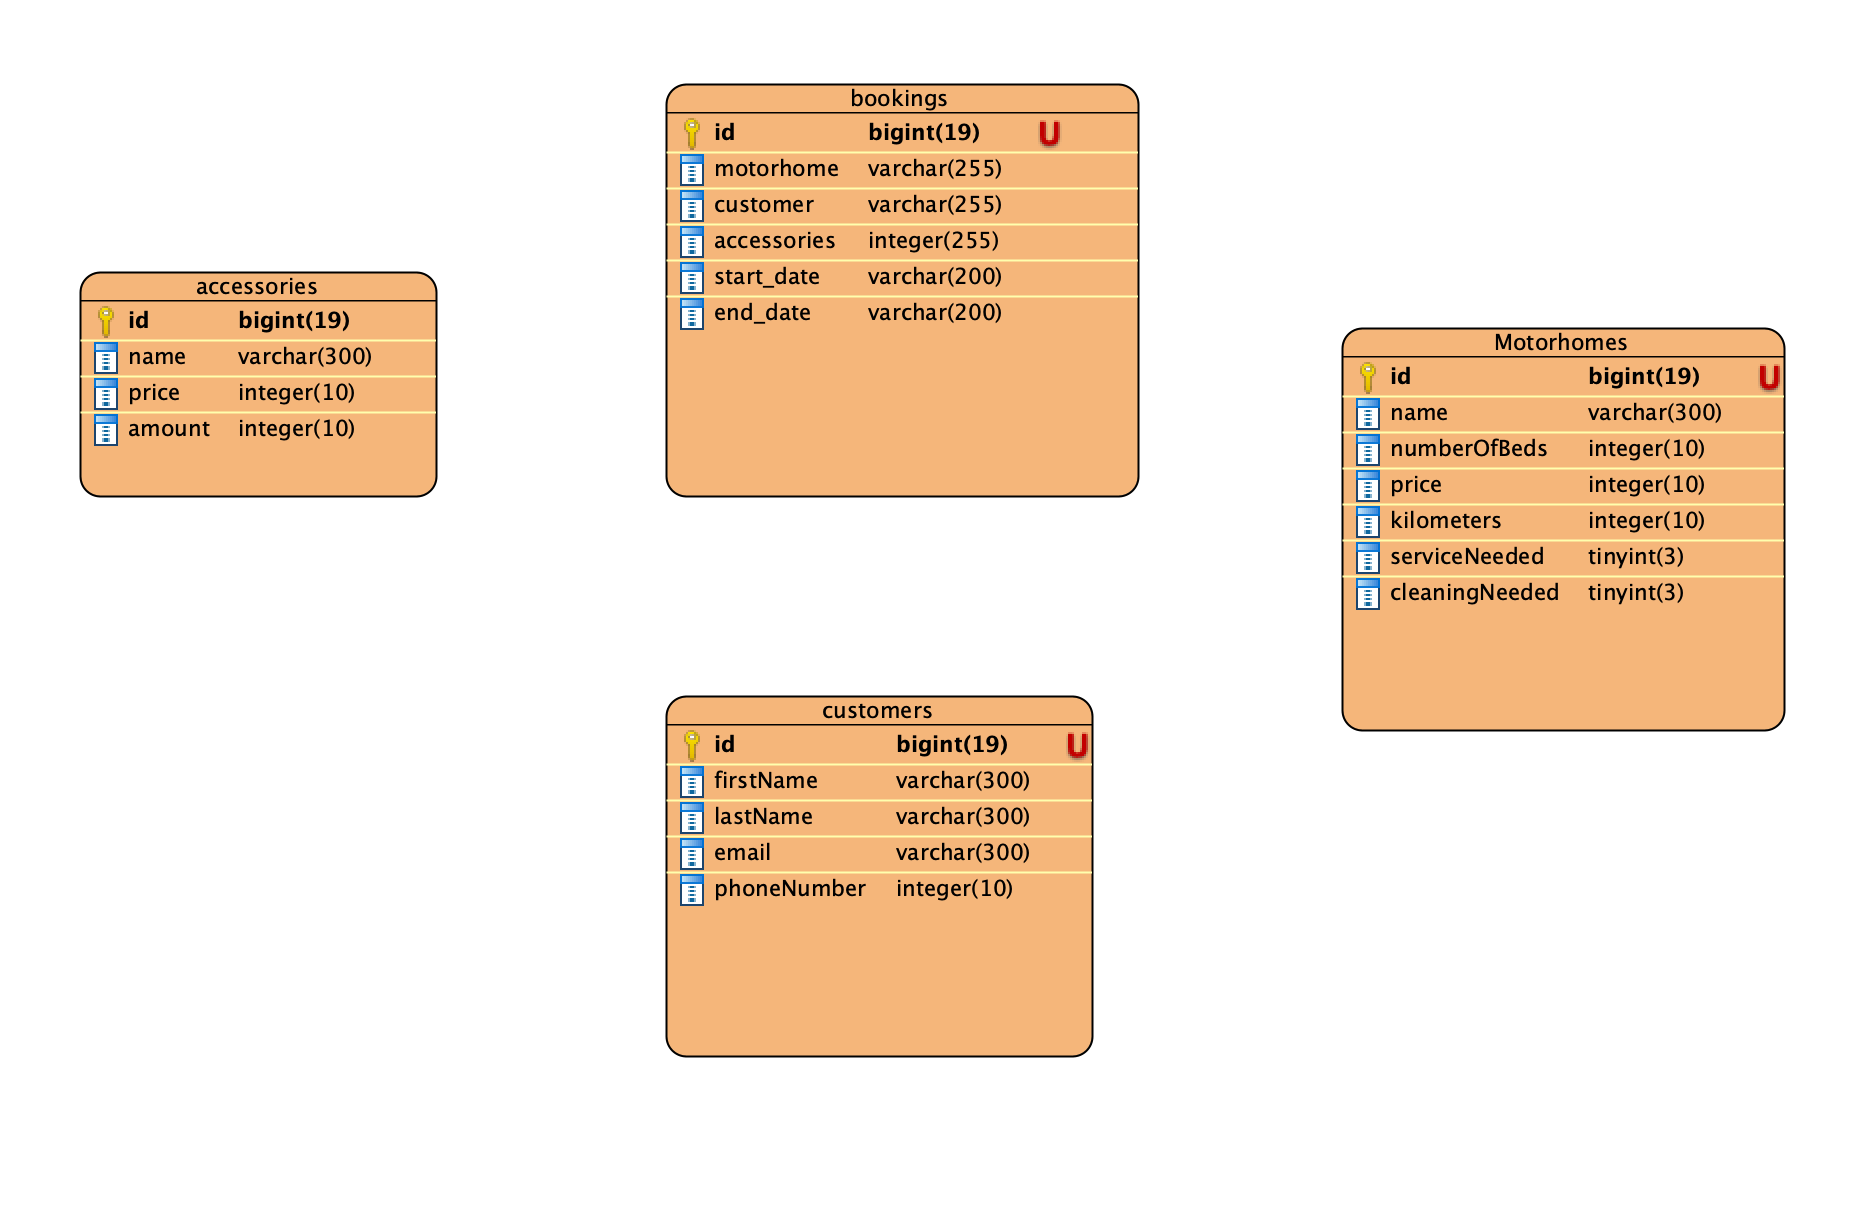 bookings
id bigint(19) U
motorhome varchar(255)
customer varchar(255)
accessories integer(255)
start_date varchar(200)
end_date varchar(200)
accessories
id bigint(19)
name varchar(300)
price integer(10)
amount integer(10)
Motorhomes
id bigint(19) U
name varchar(300)
numberOfBeds integer(10)
price integer(10)
kilometers integer(10)
serviceNeeded tinyint(3)
cleaningNeeded tinyint(3)
customers
id bigint(19) U
firstName varchar(300)
lastName varchar(300)
email varchar(300)
phoneNumber integer(10)